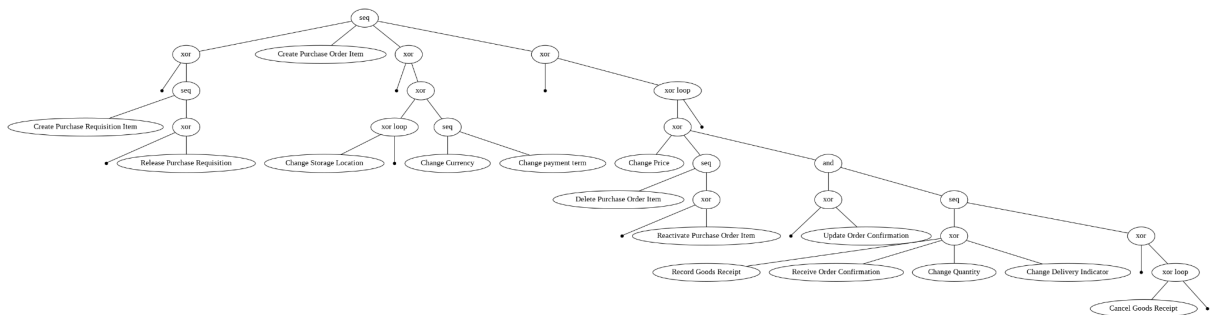 seq
xor
Create Purchase Order Item
xor
xor
seq
xor
xor loop
Create Purchase Requisition Item
xor
xor loop
seq
xor
Release Purchase Requisition
Change Storage Location
Change Currency
Change payment term
Change Price
seq
and
Delete Purchase Order Item
xor
xor
seq
Reactivate Purchase Order Item
Update Order Confirmation
xor
xor
Record Goods Receipt
Receive Order Confirmation
Change Quantity
Change Delivery Indicator
xor loop
Cancel Goods Receipt